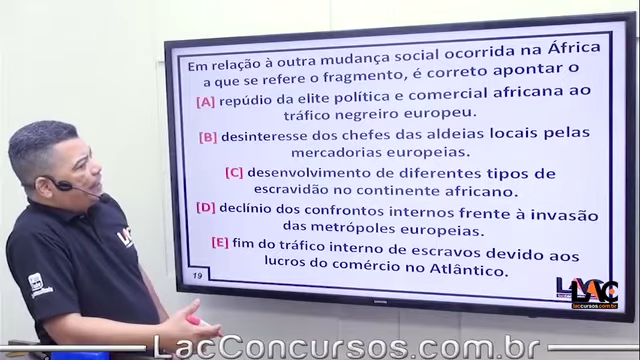 Em relação à outra mudança social ocorrida na África
a que se refere o fragmento, é correto apontar o
[A] repúdio da elite política e comercial africana ao
tráfico negreiro europeu.
[B] desinteresse dos chefes das aldeias locais pelas
mercadorias europeias.
[C] desenvolvimento de diferentes tipos de
escravidão no continente africano.
[D] declínio dos confrontos internos frente à invasão
das metrópoles europeias.
[E] fim do tráfico interno de escravos devido aos
lucros do comércio no Atlântico.
19
LAC
laccursos.com.br
LacConcursos.com.br